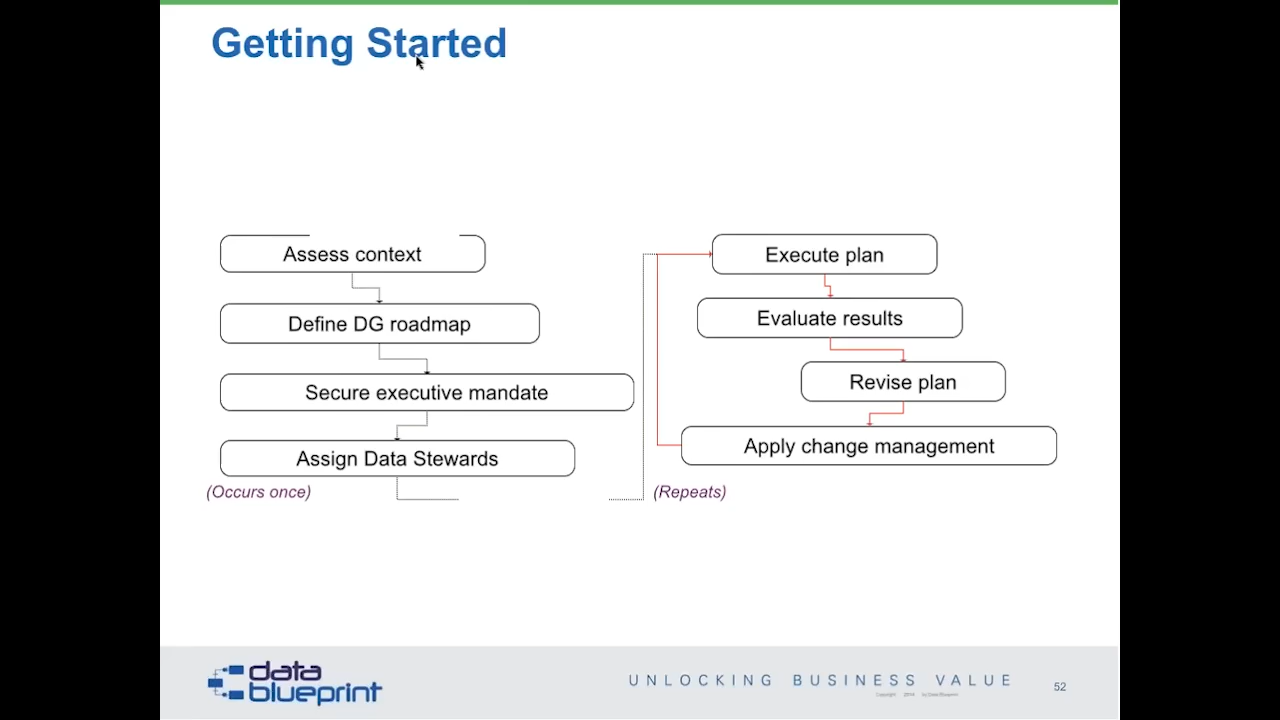 Getting Started
Assess context
Define DG roadmap
Secure executive mandate
Assign Data Stewards
(Occurs once)
Execute plan
Evaluate results
Revise plan
Apply change management
(Repeats)
data
blueprint
UNLOCKING BUSINESS VALUE
52